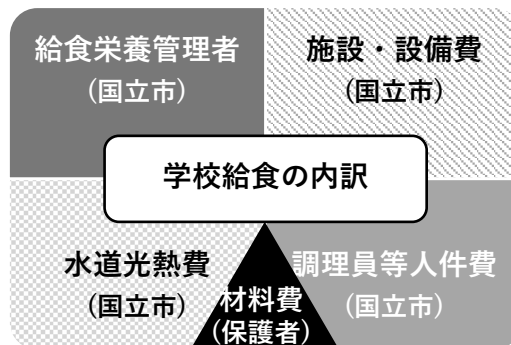 給食栄養管理者
(国立市)
施設・設備費
(国立市)
学校給食の内訳
水道光熱費
(国立市)
材料費
(保護者)
調理員等人件費
(国立市)